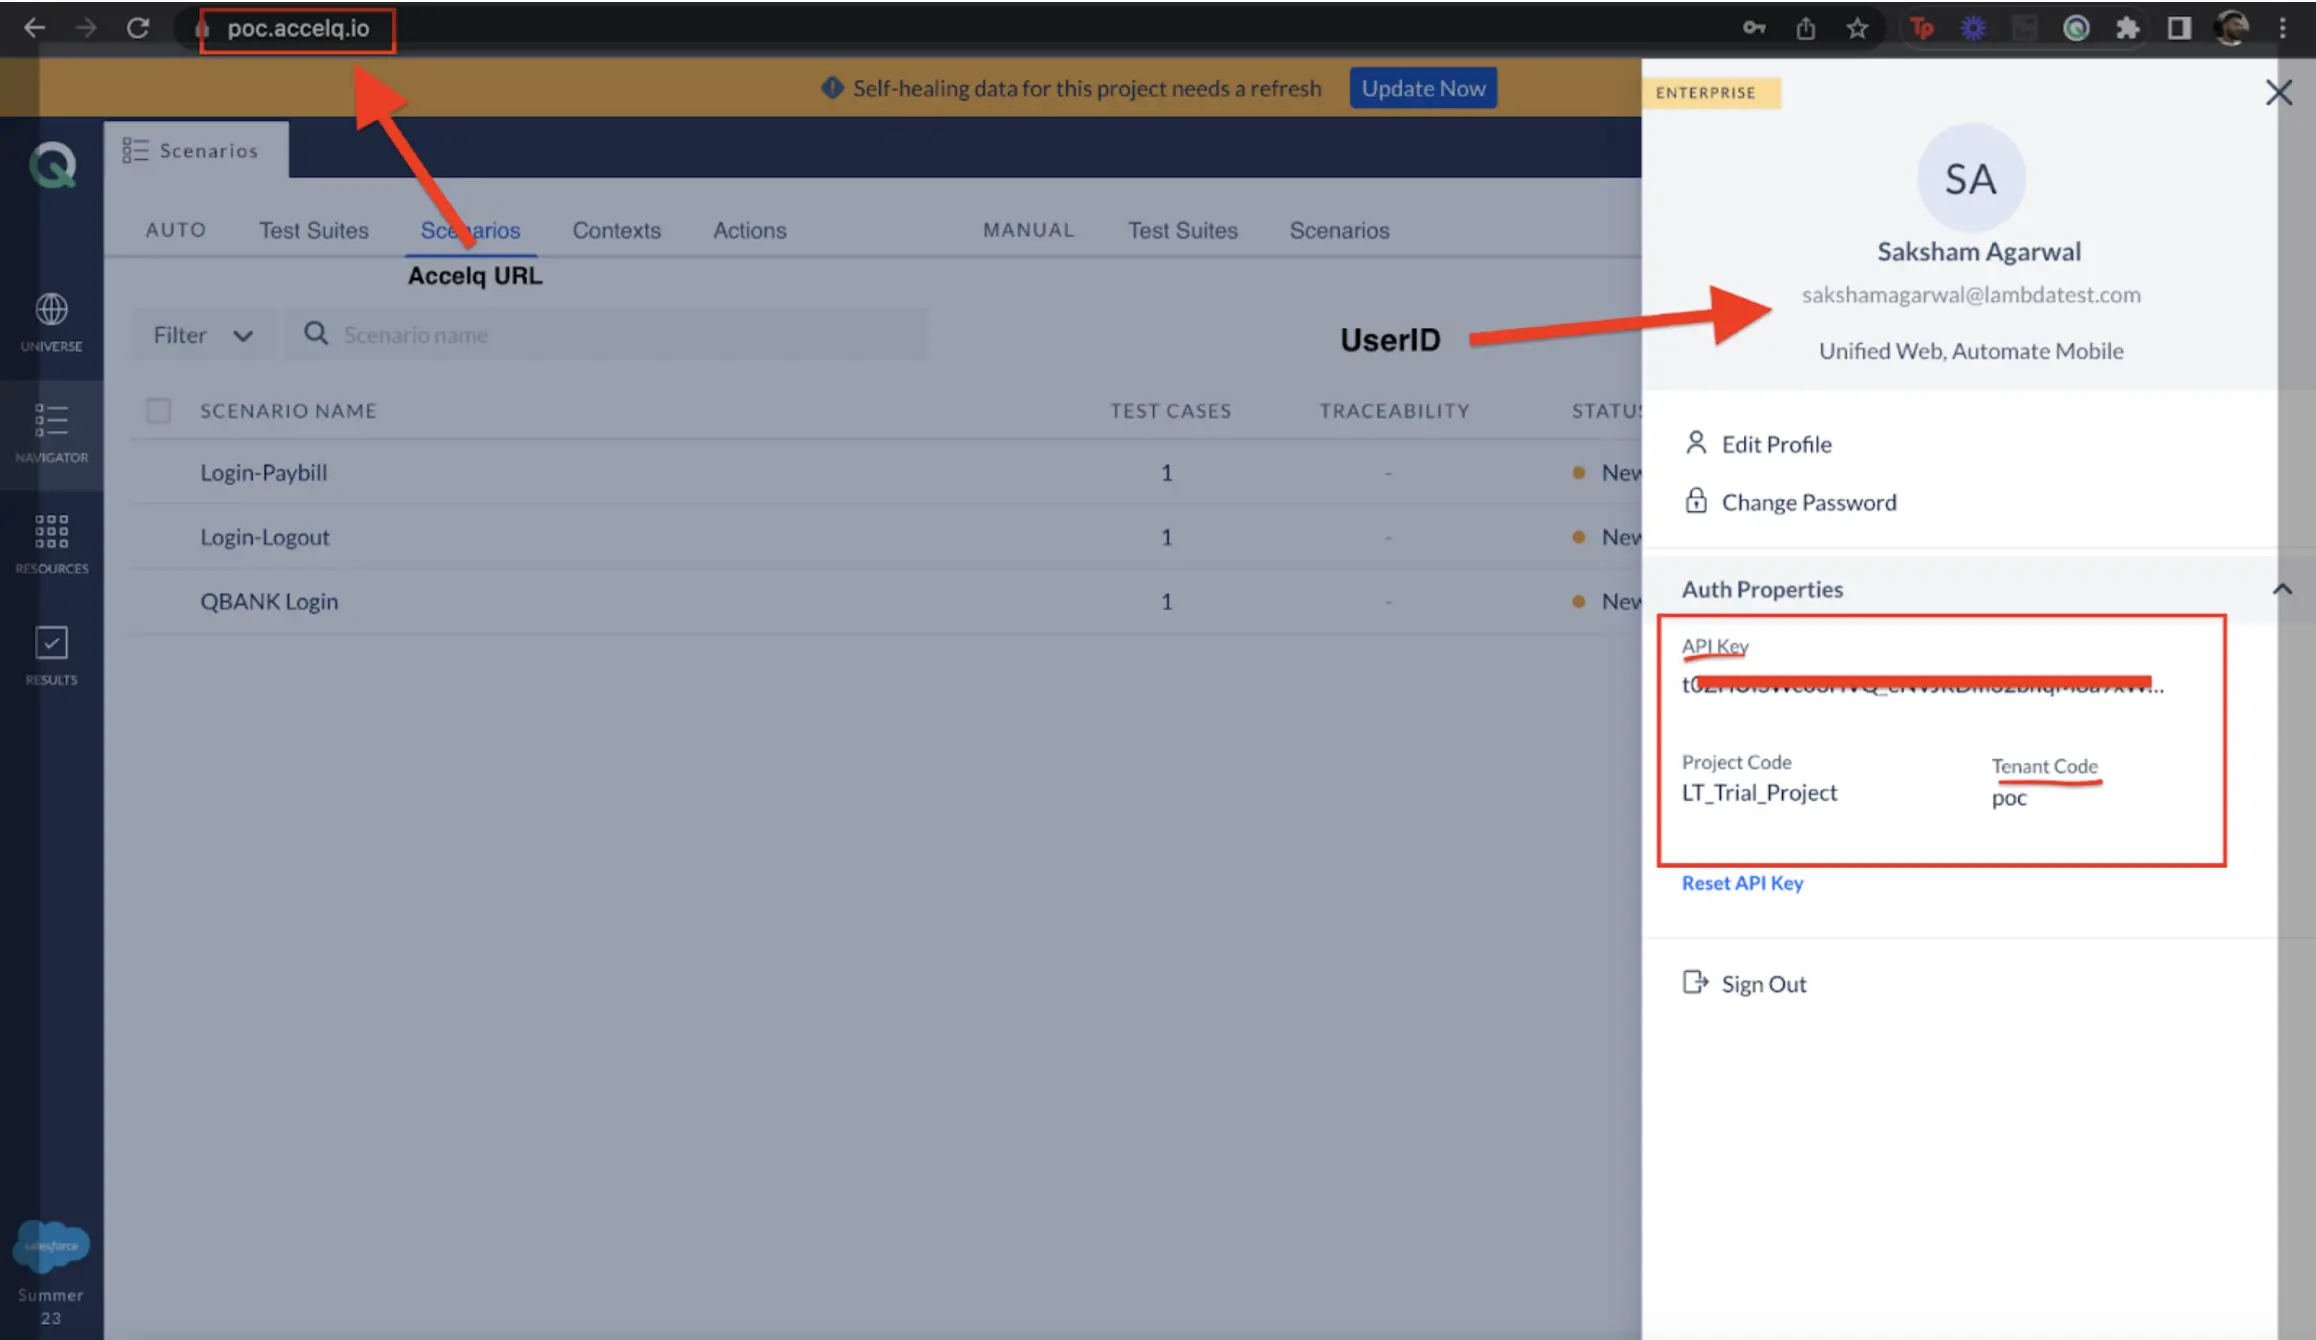 poc.accelq.io
Tp
Self-healing data for this project needs a refresh
Update Now
ENTERPRISE
Scenarios
SA
AUTO
Test Suites
Scenarios
Contexts
Actions
MANUAL
Test Suites
Scenarios
Saksham Agarwal
Accelq URL
sakshamagarwal@lambdatest.com
UNIVERSE
Filter
Scenario name
UserID
Unified Web, Automate Mobile
SCENARIO NAME
TEST CASES
TRACEABILITY
STATUS
NAVIGATOR
Edit Profile
Login-Paybill
1
-
New
Change Password
Login-Logout
1
-
New
RESOURCES
Auth Properties
QBANK Login
1
-
New
API Key
RESULTS
Project Code
Tenant Code
LT_Trial_Project
poc
Reset API Key
Sign Out
salesforce
Summer
23